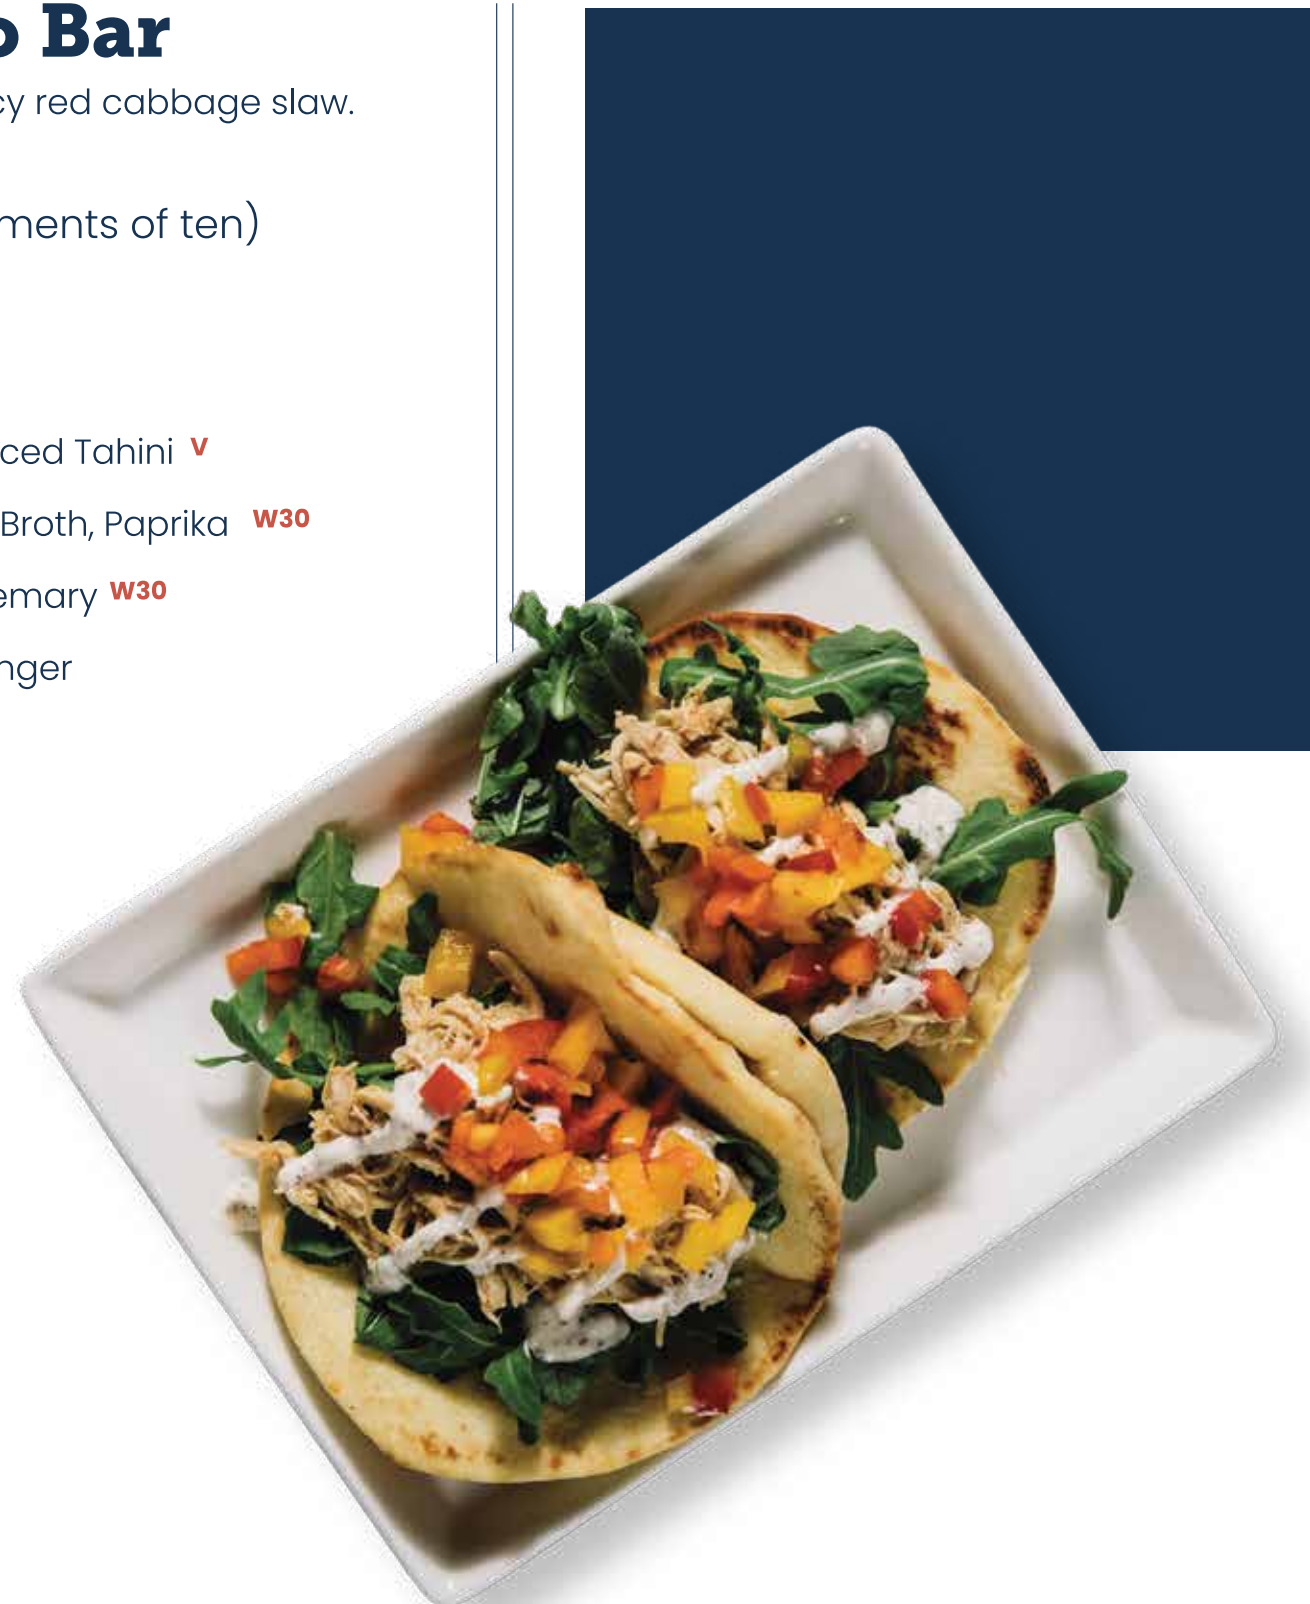 o Bar
cy red cabbage slaw.
ments of ten)
ced Tahini V
Broth, Paprika W30
emary W30
nger